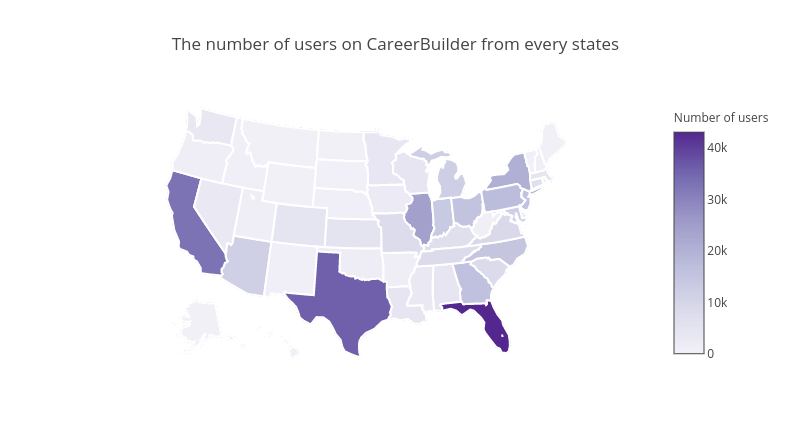 The number of users on CareerBuilder from every states
Number of users
40k
30k
20k
10k
0